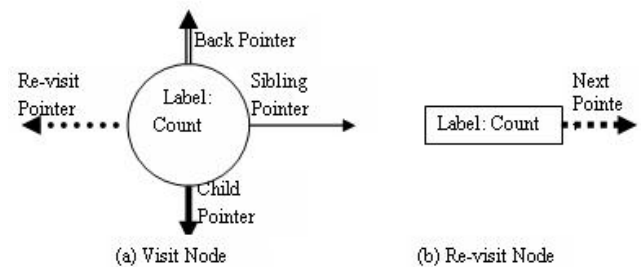 Back Pointer
Re-visit
Pointer
Sibling
Pointer
Label:
Count
Child
Pointer
(a) Visit Node
Next
Pointe
Label: Count
(b) Re-visit Node